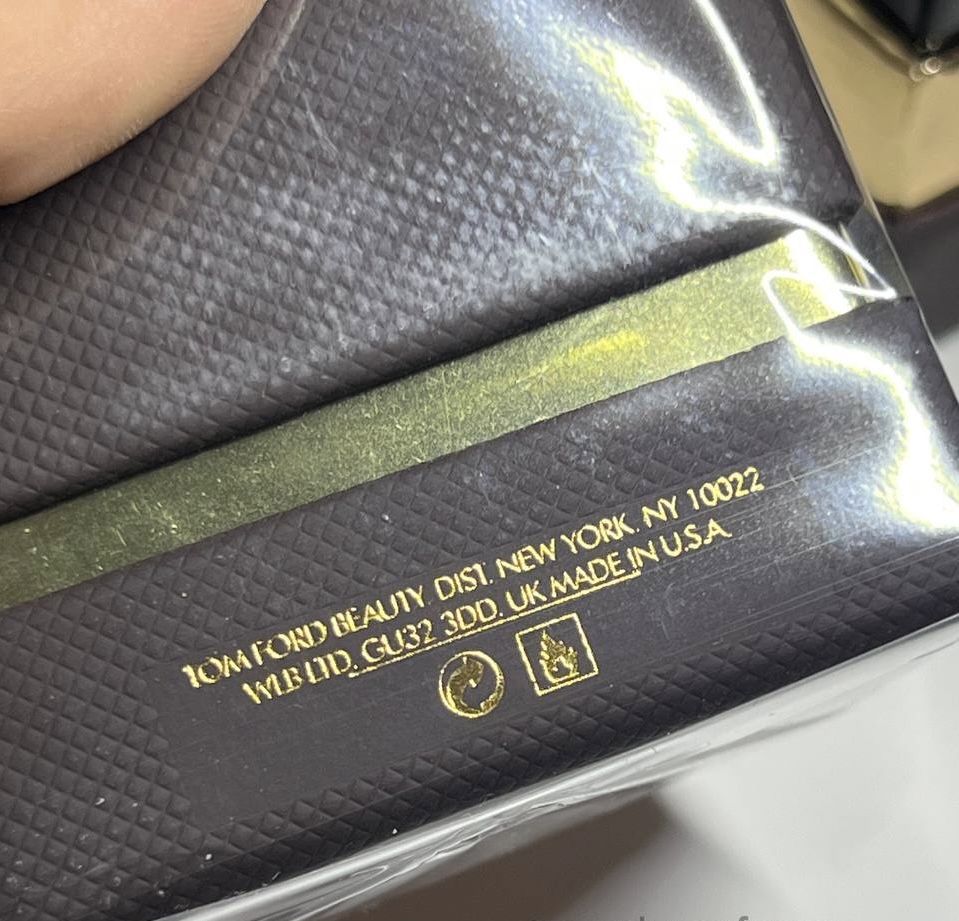 TOM FORD BEAUTY DIST. NEW YORK. NY 10022
WLB LTD. GU32 3DD. UK MADE IN U.S.A.